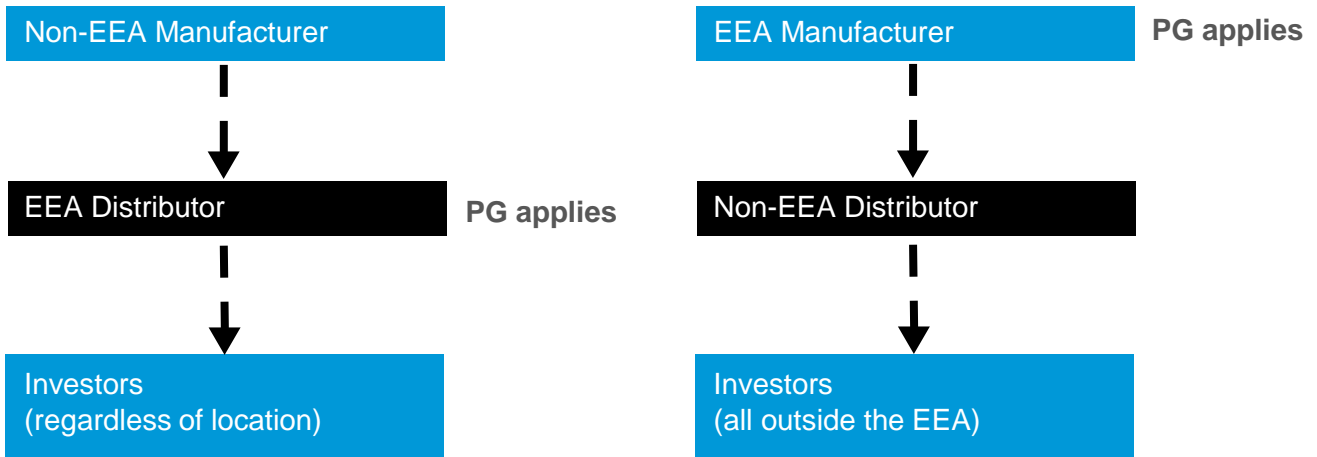 Non-EEA Manufacturer
EEA Distributor
PG applies
Investors
(regardless of location)
EEA Manufacturer
PG applies
Non-EEA Distributor
Investors
(all outside the EEA)